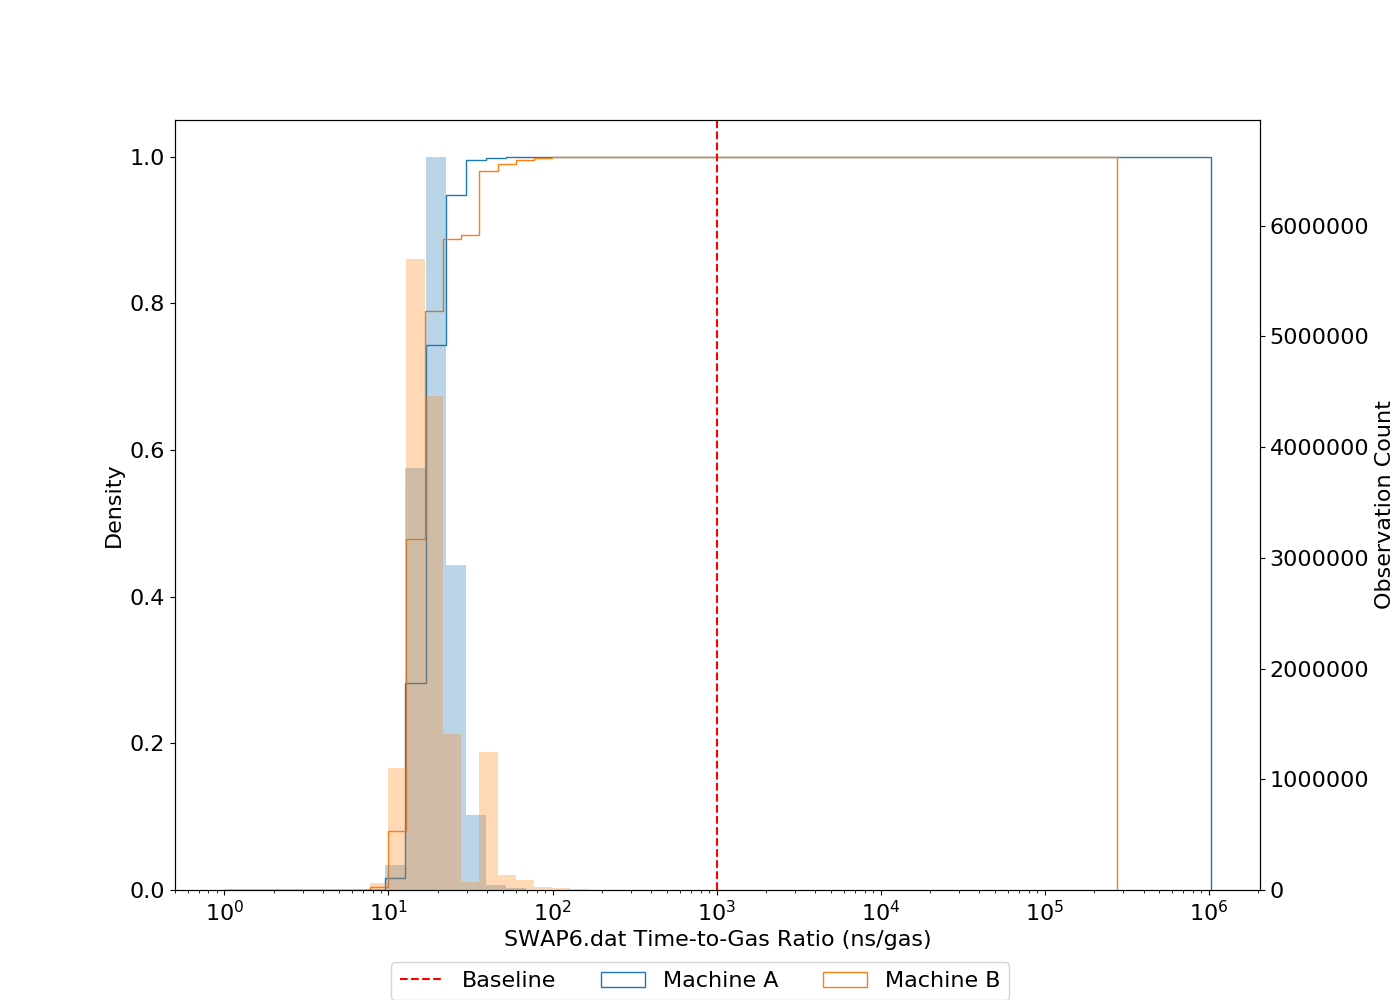 1.0
0.8
0.6
0.4
0.2
0.0
Density
6000000
5000000
4000000
3000000
2000000
1000000
0
Observation Count
10⁰ 10¹ 10² 10³ 10⁴ 10⁵ 10⁶
SWAP6.dat Time-to-Gas Ratio (ns/gas)
Baseline Machine A Machine B